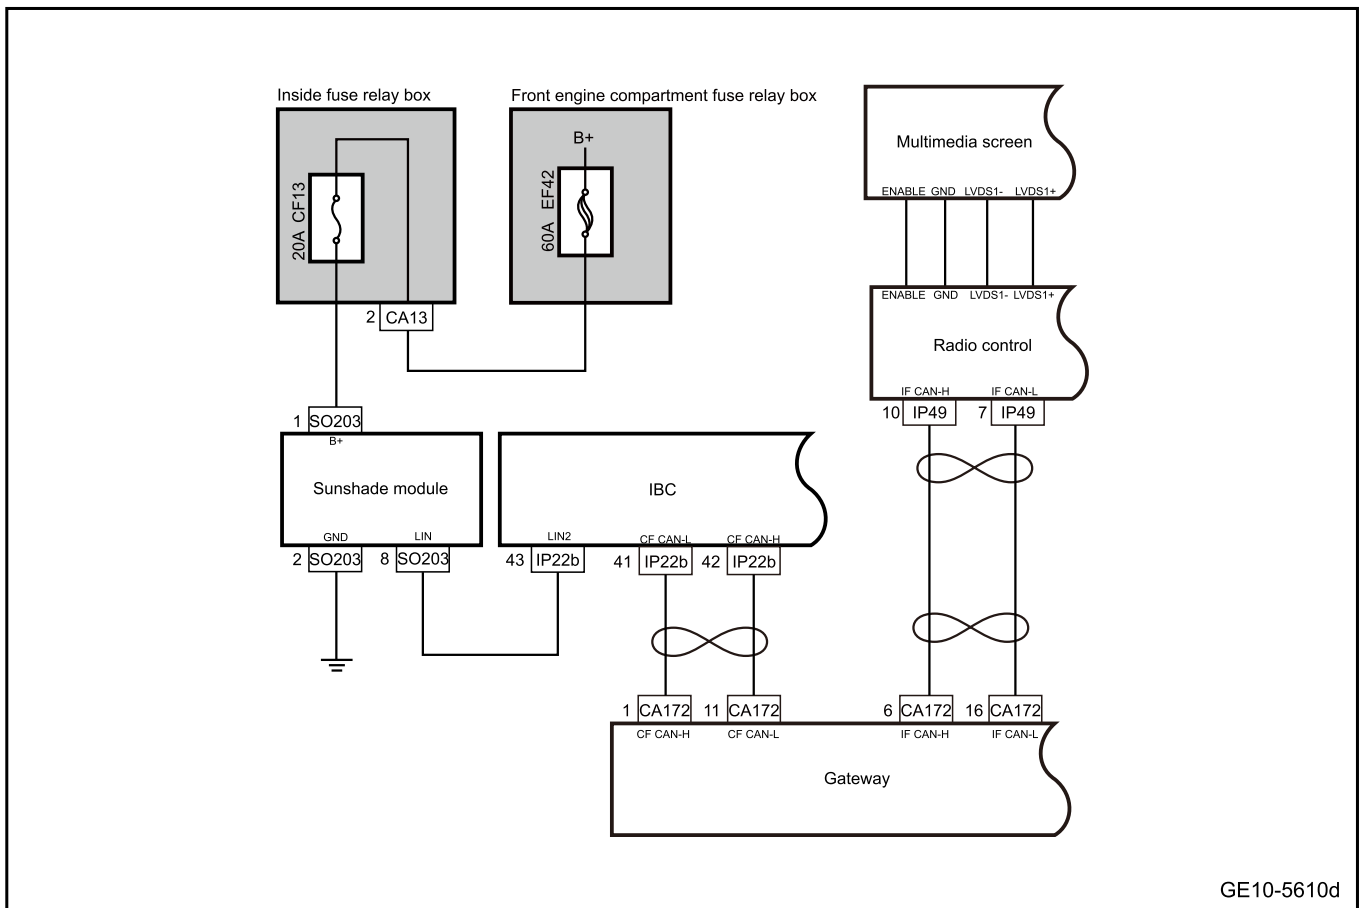 Inside fuse relay box
20A CF13
2 CA13
Front engine compartment fuse relay box
B+
60A EF42
Multimedia screen
ENABLE GND LVDS1- LVDS1+
ENABLE GND LVDS1- LVDS1+
Radio control
IF CAN-H IF CAN-L
10 IP49 7 IP49
1 SO203
B+
Sunshade module
GND LIN
2 SO203 8 SO203
IBC
LIN2 CF CAN-L CF CAN-H
43 IP22b 41 IP22b 42 IP22b
1 CA172 11 CA172 6 CA172 16 CA172
CF CAN-H CF CAN-L IF CAN-H IF CAN-L
Gateway
GE10-5610d